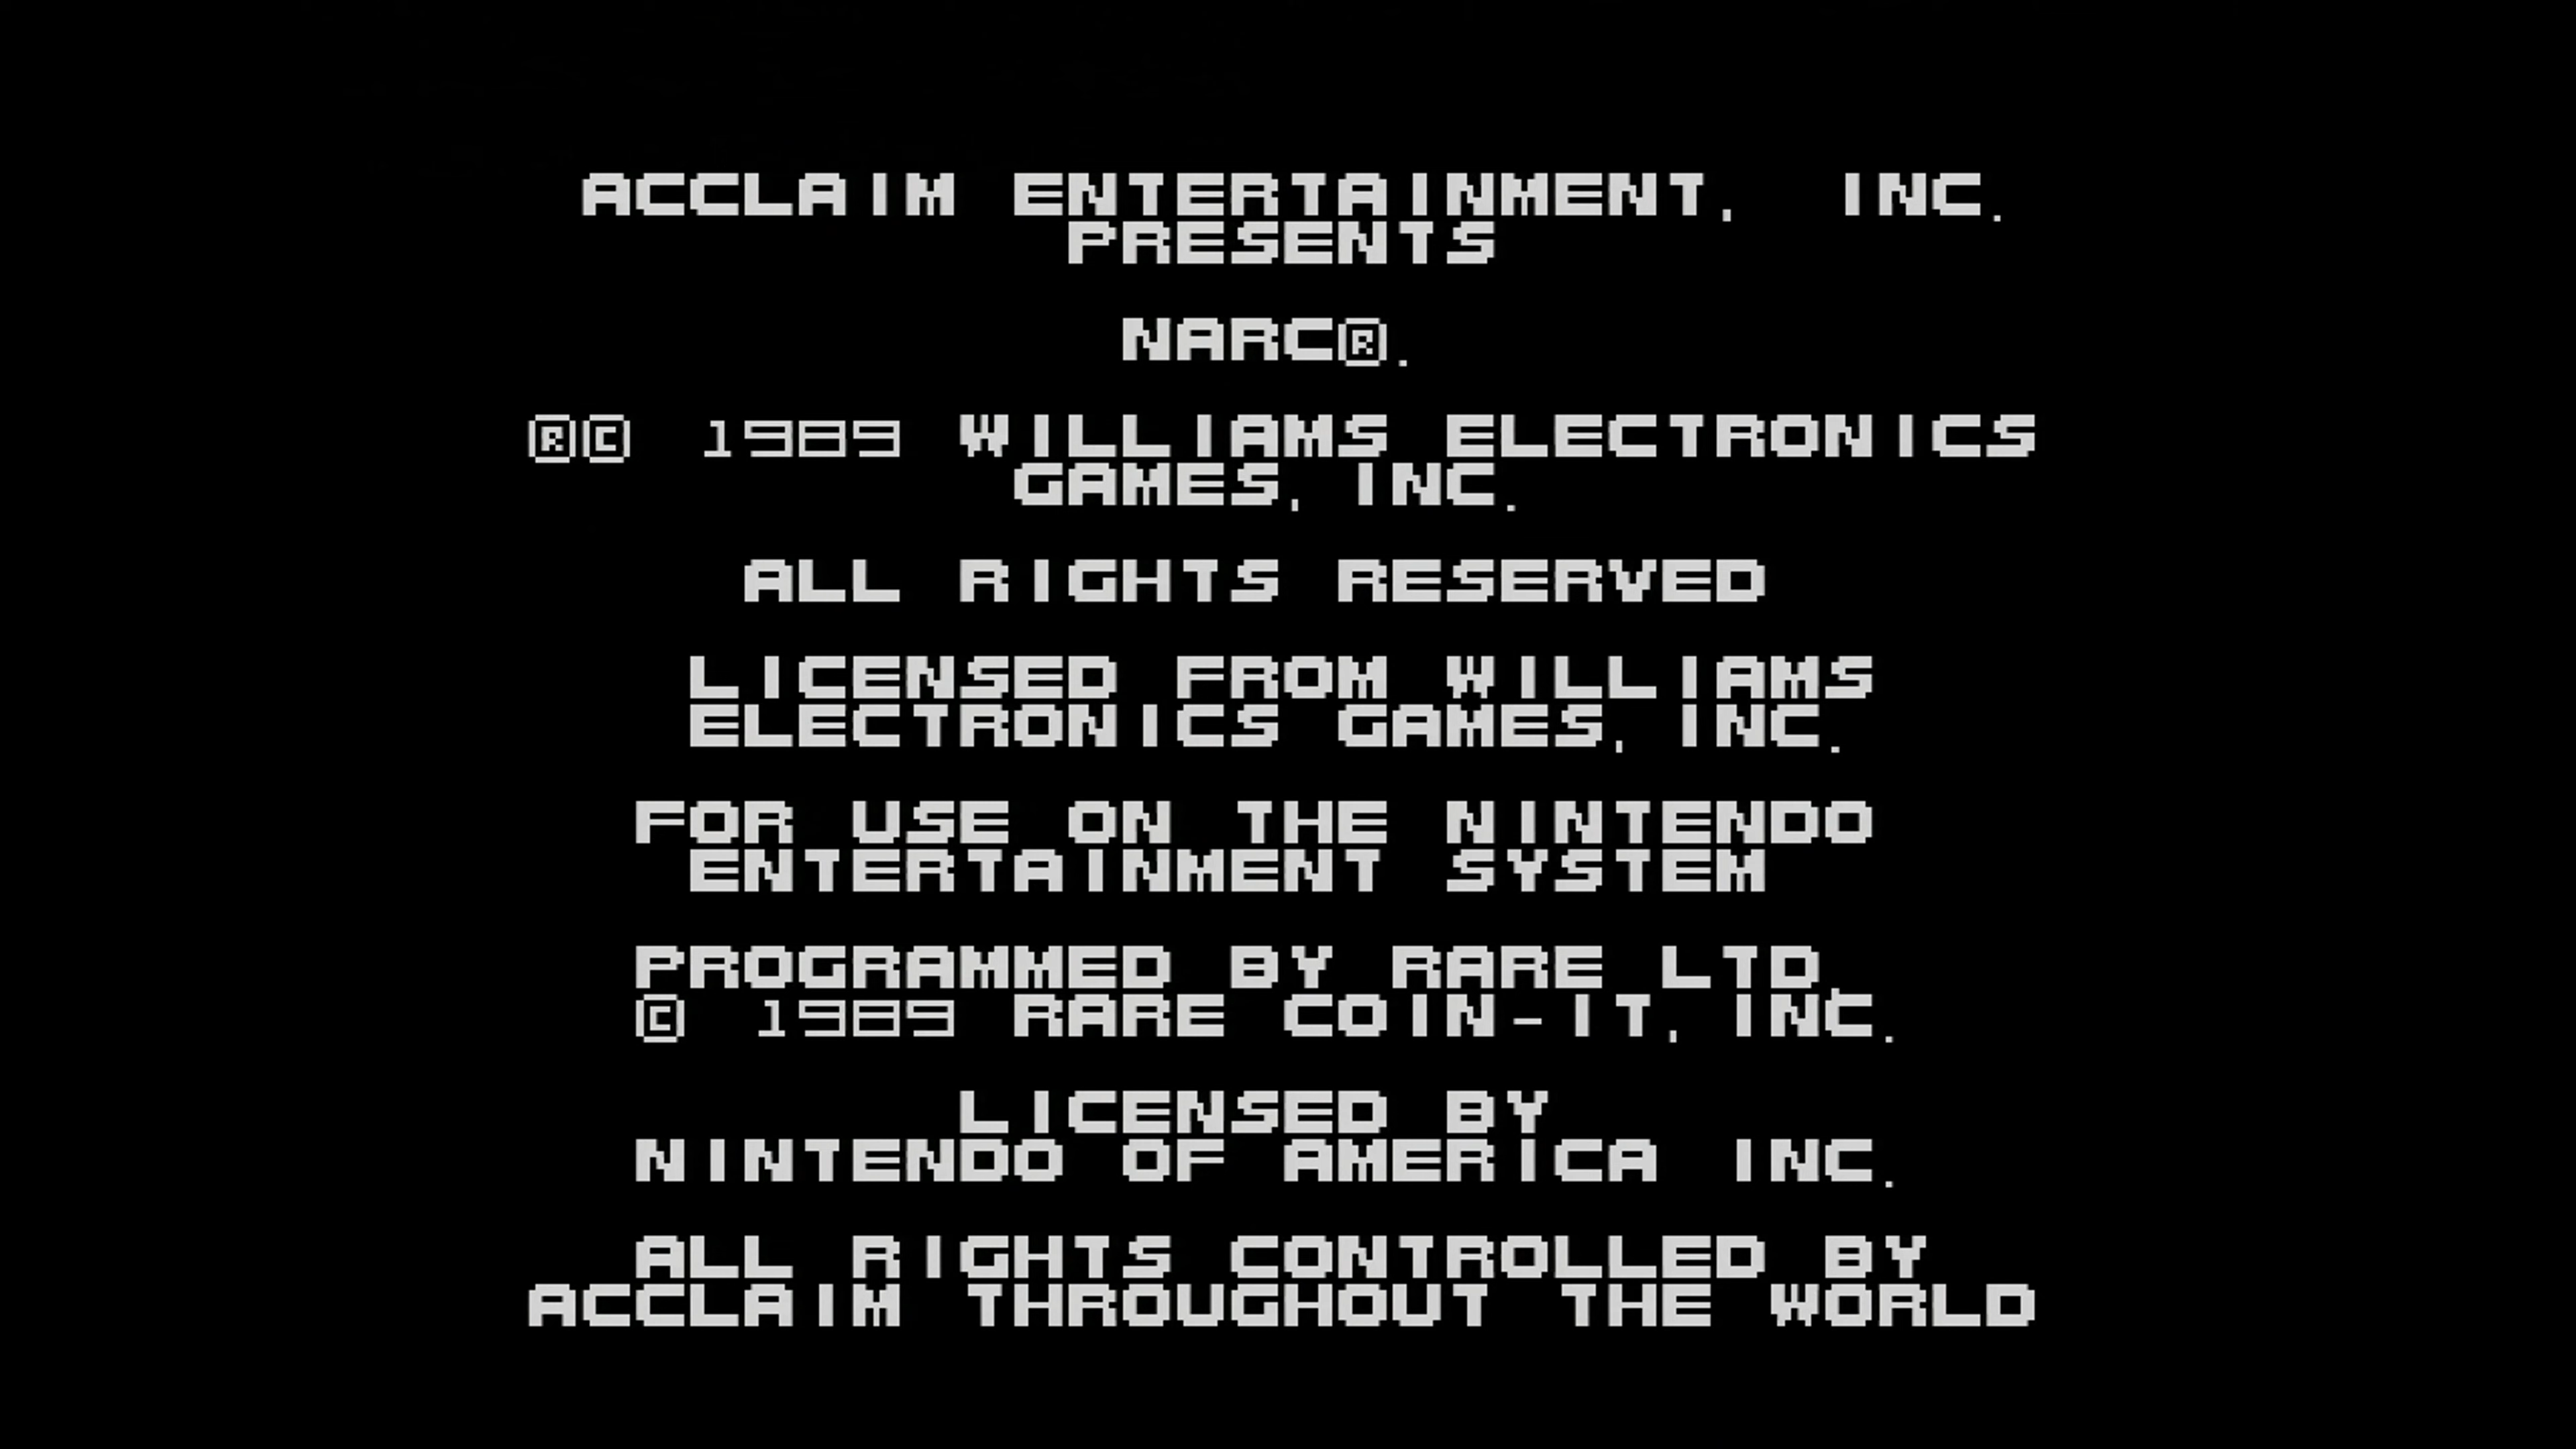 ACCLAIM ENTERTAINMENT, INC.
PRESENTS
NARC®.
®© 1989 WILLIAMS ELECTRONICS
GAMES, INC.
ALL RIGHTS RESERVED
LICENSED FROM WILLIAMS
ELECTRONICS GAMES, INC.
FOR USE ON THE NINTENDO
ENTERTAINMENT SYSTEM
PROGRAMMED BY RARE LTD,
© 1989 RARE COIN-IT, INC.
LICENSED BY
NINTENDO OF AMERICA INC.
ALL RIGHTS CONTROLLED BY
ACCLAIM THROUGHOUT THE WORLD